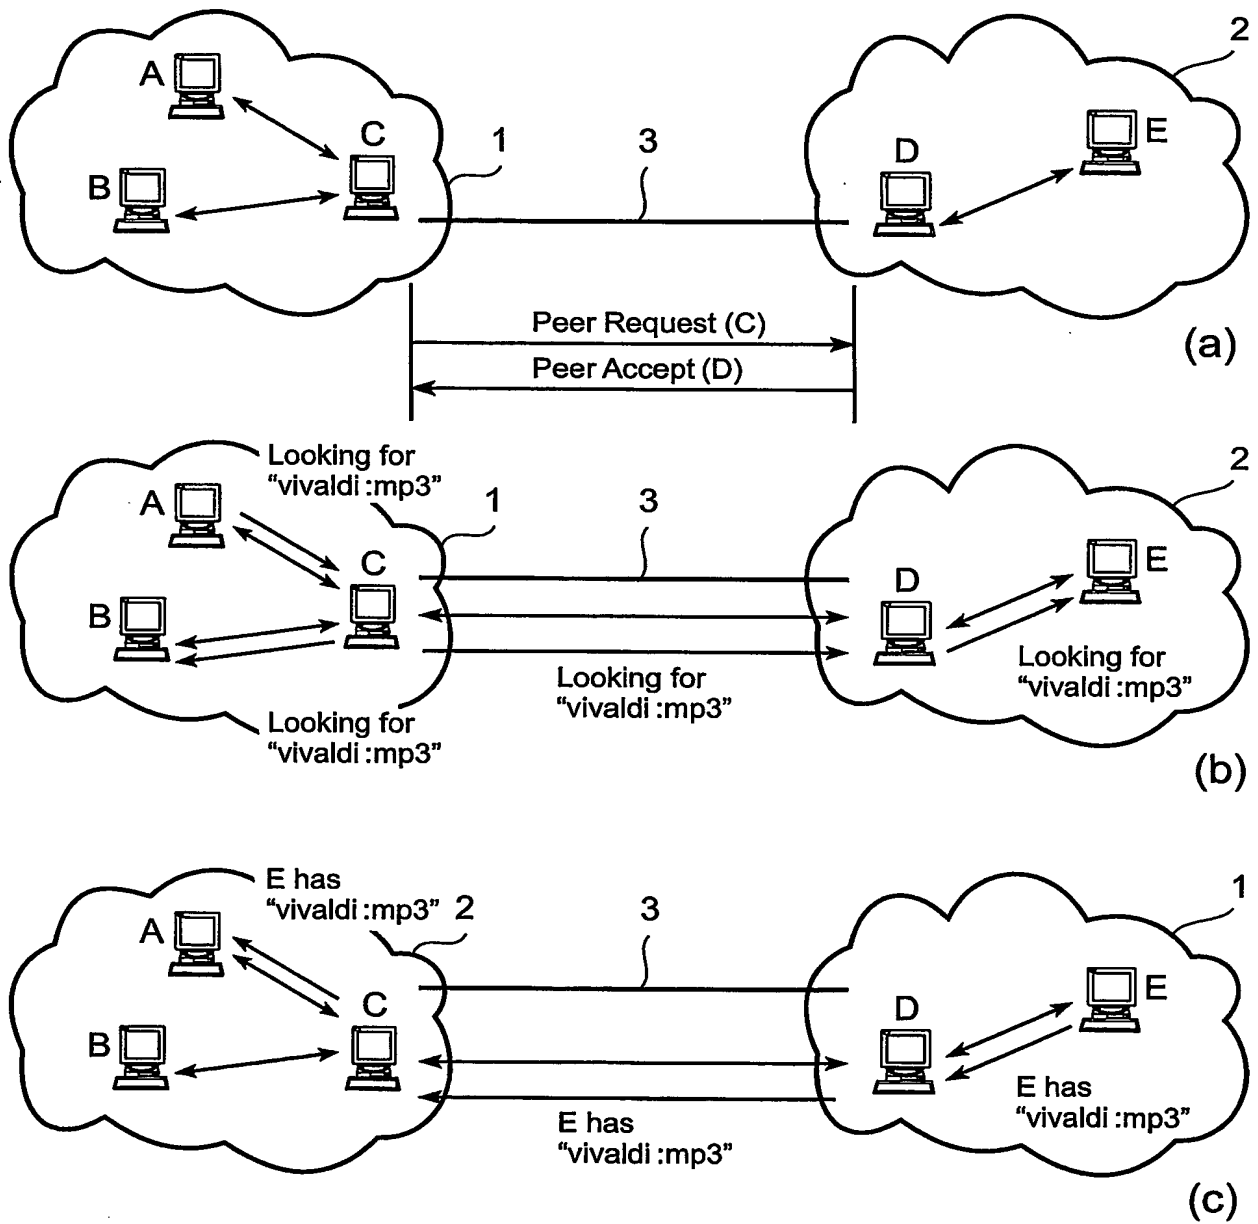 2
A
C
1
3
E
D
B
Peer Request (C)
(a)
Peer Accept (D)
Looking for
“vivaldi :mp3”
2
A
1
3
C
E
D
B
Looking for
“vivaldi :mp3”
Looking for
“vivaldi :mp3”
Looking for
“vivaldi :mp3”
(b)
E has
“vivaldi :mp3”
2
3
1
A
C
E
D
B
E has
“vivaldi :mp3”
E has
“vivaldi :mp3”
(c)